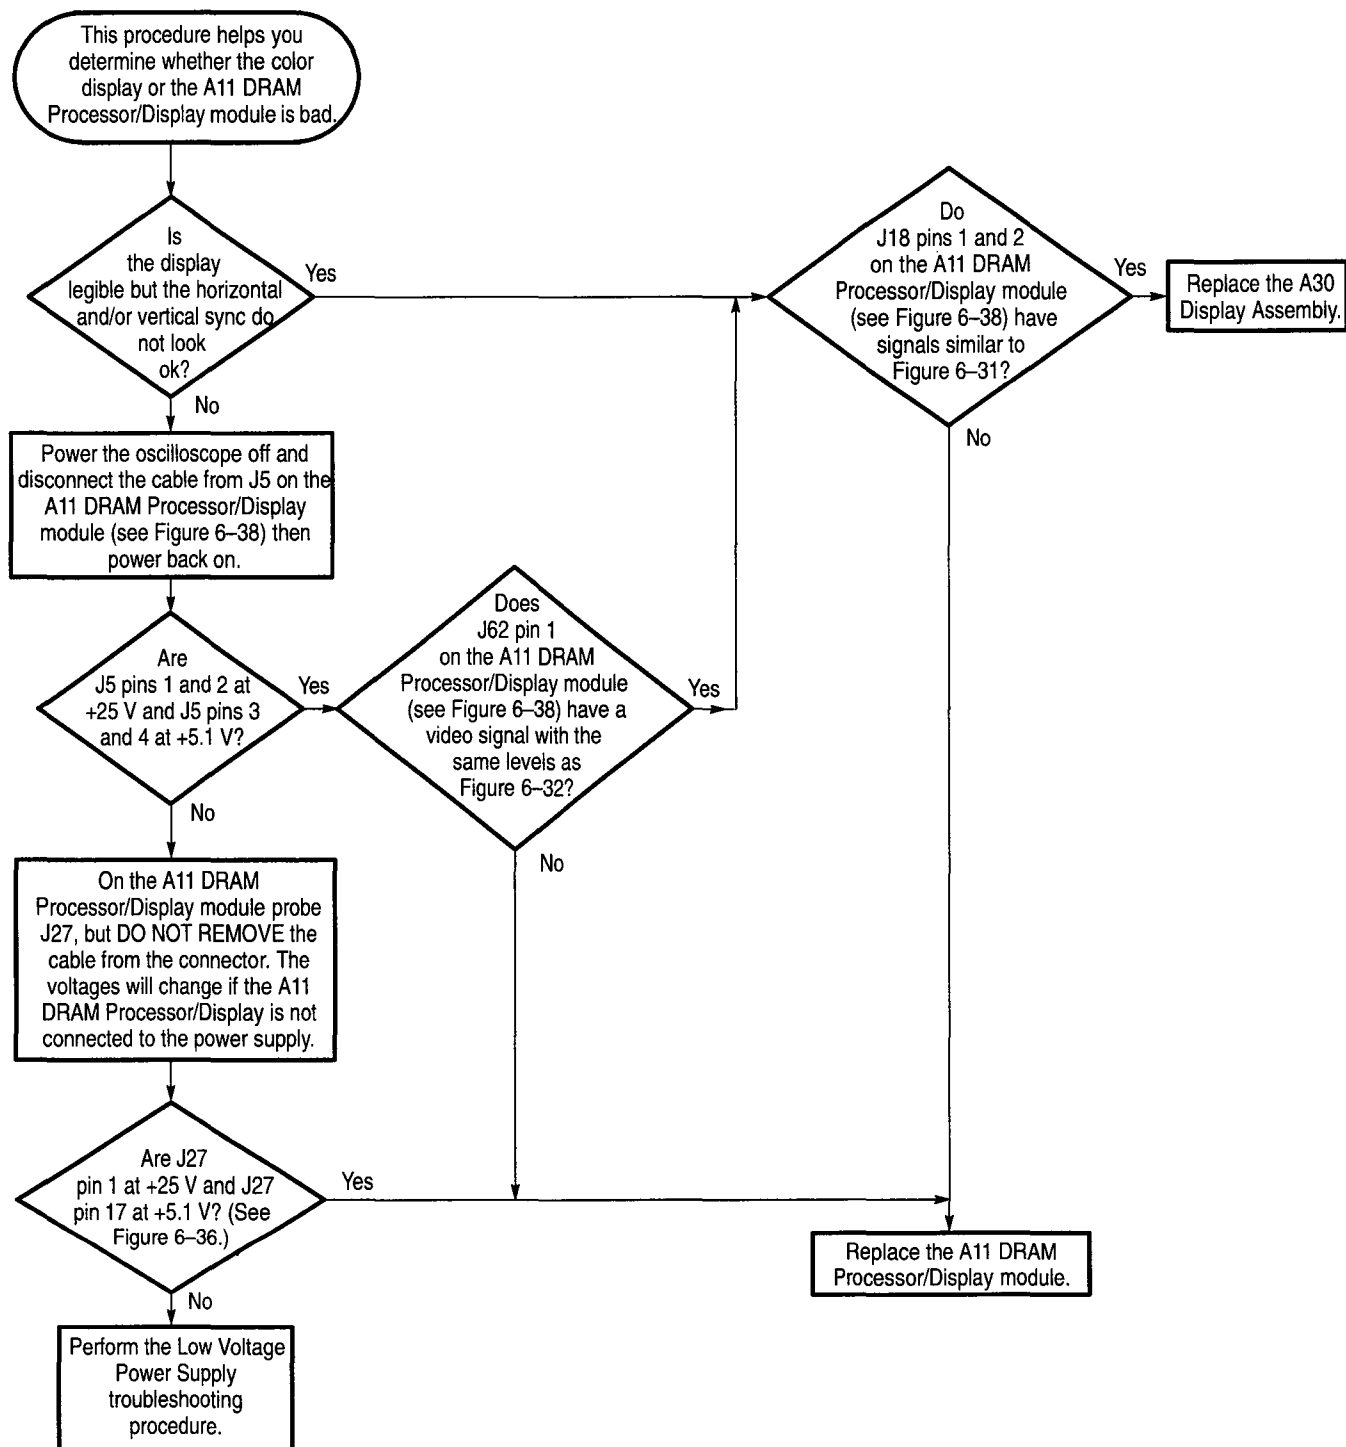 This procedure helps you
determine whether the color
display or the A11 DRAM
Processor/Display module is bad.
Is
the display
legible but the horizontal
and/or vertical sync do
not look
ok?
Yes
No
Do
J18 pins 1 and 2
on the A11 DRAM
Processor/Display module
(see Figure 6–38) have
signals similar to
Figure 6–31?
Yes
No
Replace the A30
Display Assembly.
Power the oscilloscope off and
disconnect the cable from J5 on the
A11 DRAM Processor/Display
module (see Figure 6–38) then
power back on.
Are
J5 pins 1 and 2 at
+25 V and J5 pins 3
and 4 at +5.1 V?
Yes
No
Does
J62 pin 1
on the A11 DRAM
Processor/Display module
(see Figure 6–38) have a
video signal with the
same levels as
Figure 6–32?
Yes
No
On the A11 DRAM
Processor/Display module probe
J27, but DO NOT REMOVE the
cable from the connector. The
voltages will change if the A11
DRAM Processor/Display is not
connected to the power supply.
Are J27
pin 1 at +25 V and J27
pin 17 at +5.1 V? (See
Figure 6–36.)
Yes
No
Replace the A11 DRAM
Processor/Display module.
Perform the Low Voltage
Power Supply
troubleshooting
procedure.